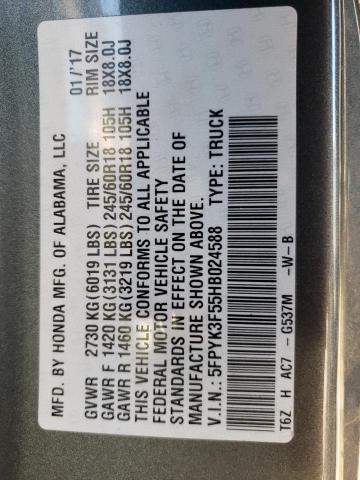 MFD. BY HONDA MFG. OF ALABAMA, LLC 01/'17
GVWR 2730 KG(6019 LBS) TIRE SIZE RIM SIZE
GAWR F 1420 KG(3131 LBS)245/60R18 105H 18X8.0J
GAWR R 1460 KG(3219 LBS)245/60R18 105H 18X8.0J
THIS VEHICLE CONFORMS TO ALL APPLICABLE
FEDERAL MOTOR VEHICLE SAFETY
STANDARDS IN EFFECT ON THE DATE OF
MANUFACTURE SHOWN ABOVE.
V.I.N.: 5FPYK3F55HB024588 TYPE: TRUCK
T6Z H AC7 - G537M -W-B